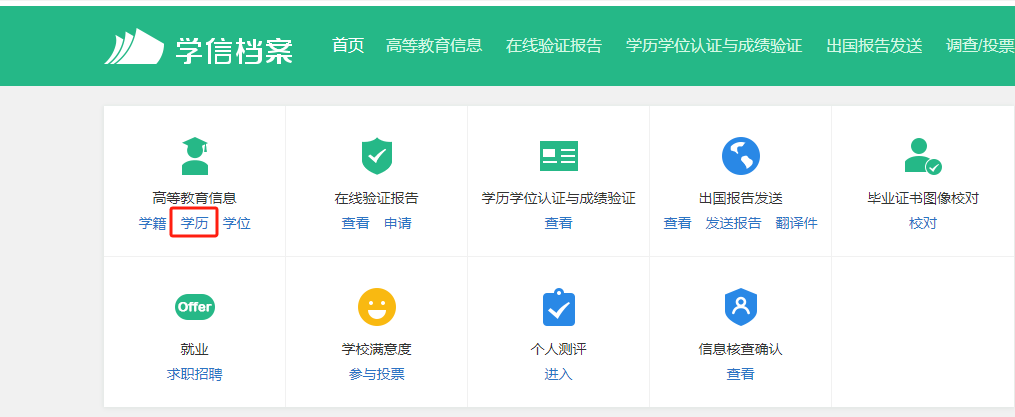 学信档案 首页 高等教育信息 在线验证报告 学历学位认证与成绩验证 出国报告发送 调查/投票
高等教育信息 在线验证报告 学历学位认证与成绩验证 出国报告发送 毕业证书图像校对
学籍 学历 学位 查看 申请 查看 查看 发送报告 翻译件 校对
Offer
就业 学校满意度 个人测评 信息核查确认
求职招聘 参与投票 进入 查看